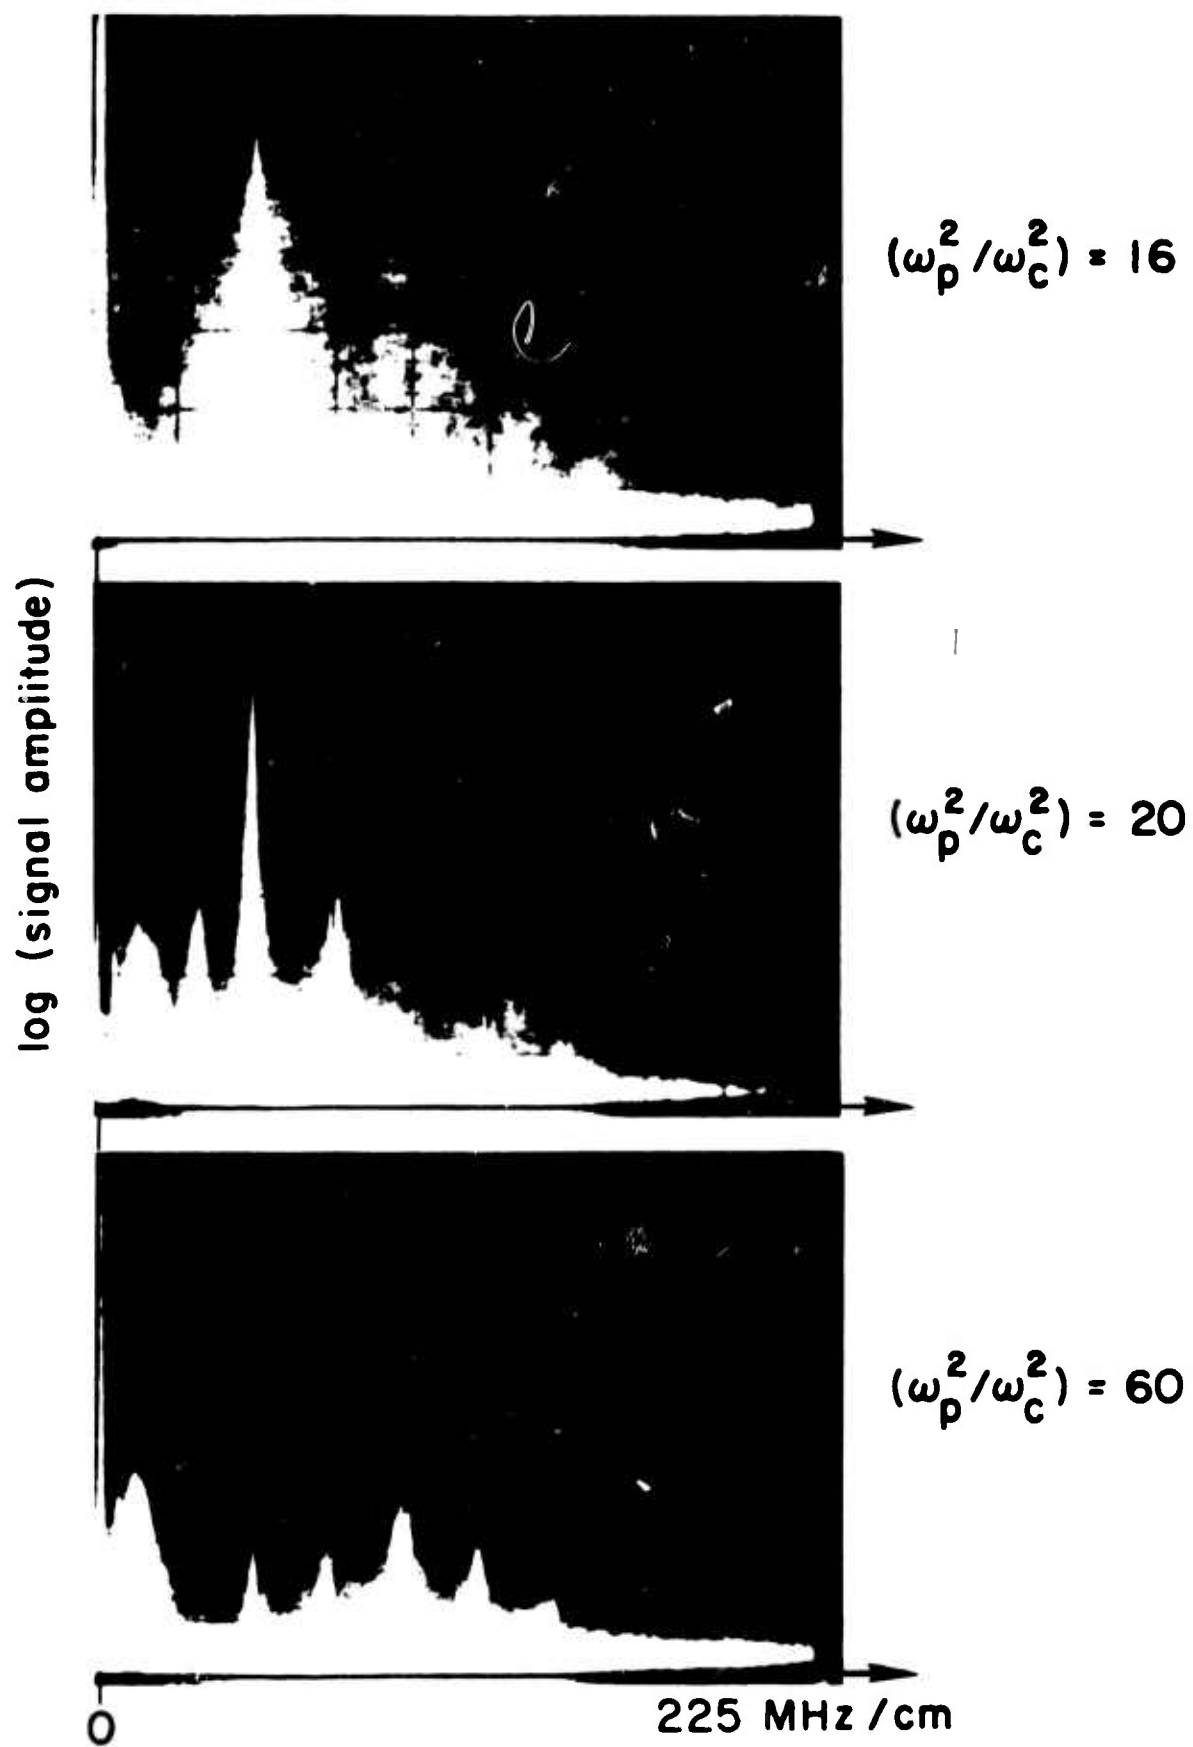 (ω_p^2/ω_c^2) = 16
log (signal amplitude)
(ω_p^2/ω_c^2) = 20
(ω_p^2/ω_c^2) = 60
0
225 MHz/cm